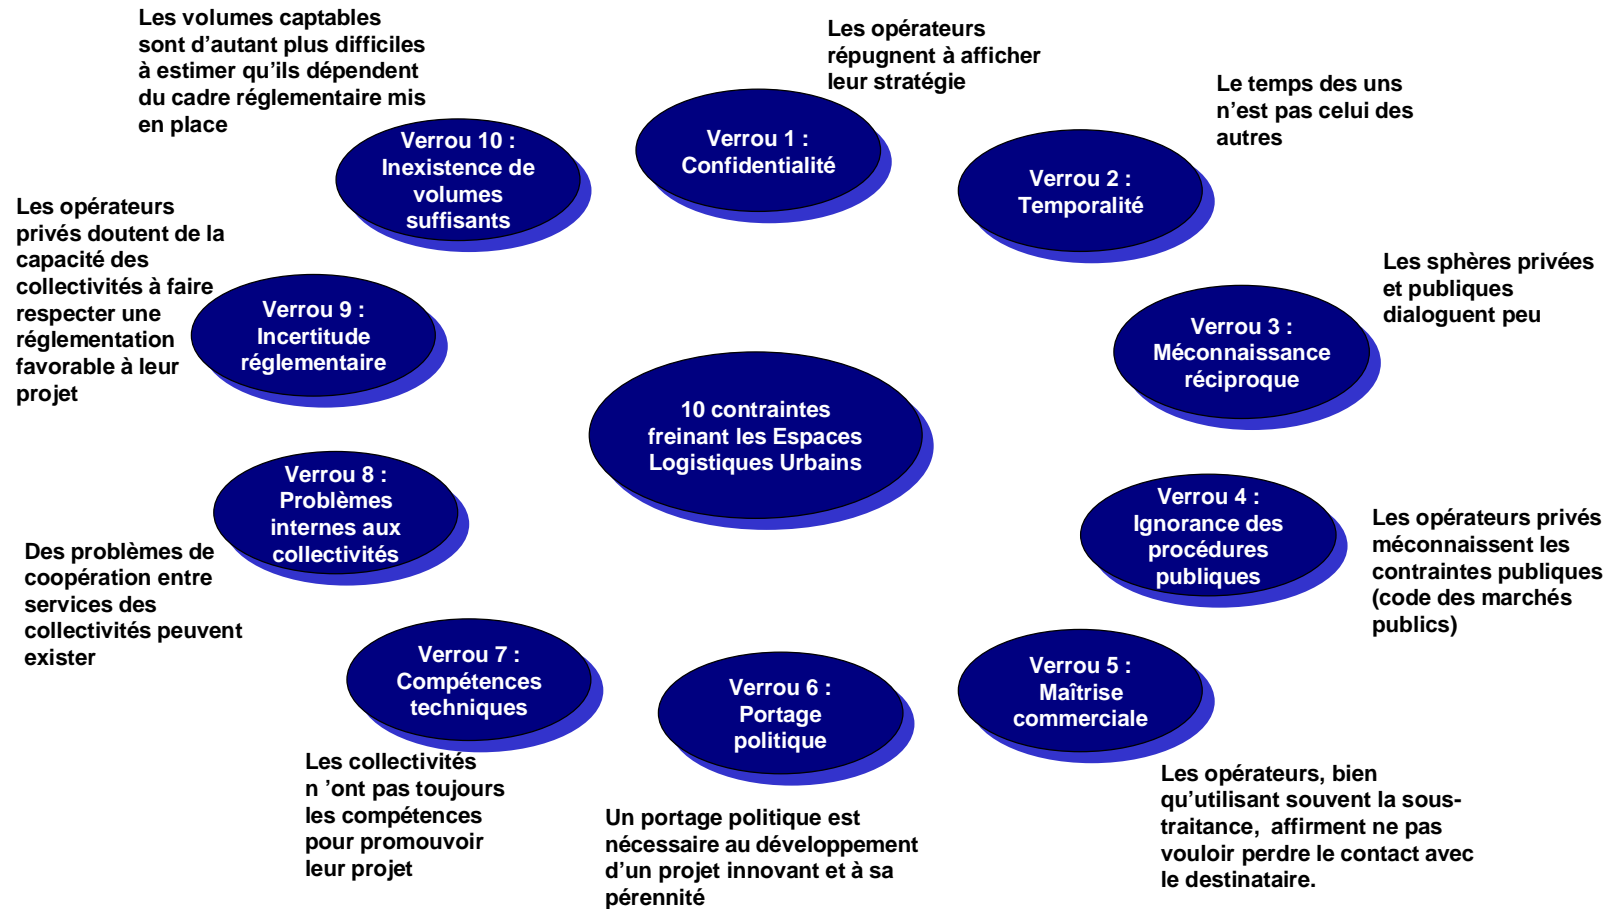 Les volumes captables
sont d'autant plus difficiles
à estimer qu'ils dépendent
du cadre réglementaire mis
en place
Verrou 10 :
Inexistence de
volumes
suffisants
Les opérateurs
répugnent à afficher
leur stratégie
Verrou 1 :
Confidentialité
Le temps des uns
n'est pas celui des
autres
Verrou 2 :
Temporalité
Les sphères privées
et publiques
dialoguent peu
Verrou 3 :
Méconnaissance
réciproque
Les opérateurs
privés doutent de la
capacité des
collectivités à faire
respecter une
réglementation
favorable à leur
projet
Verrou 9 :
Incertitude
réglementaire
10 contraintes
freinant les Espaces
Logistiques Urbains
Verrou 4 :
Ignorance des
procédures
publiques
Les opérateurs privés
méconnaissent les
contraintes publiques
(code des marchés
publics)
Verrou 8 :
Problèmes
internes aux
collectivités
Des problèmes de
coopération entre
services des
collectivités peuvent
exister
Verrou 7 :
Compétences
techniques
Les collectivités
n 'ont pas toujours
les compétences
pour promouvoir
leur projet
Verrou 6 :
Portage
politique
Un portage politique est
nécessaire au développement
d'un projet innovant et à sa
pérennité
Verrou 5 :
Maîtrise
commerciale
Les opérateurs, bien
qu'utilisant souvent la sous-
traitance, affirment ne pas
vouloir perdre le contact avec
le destinataire.